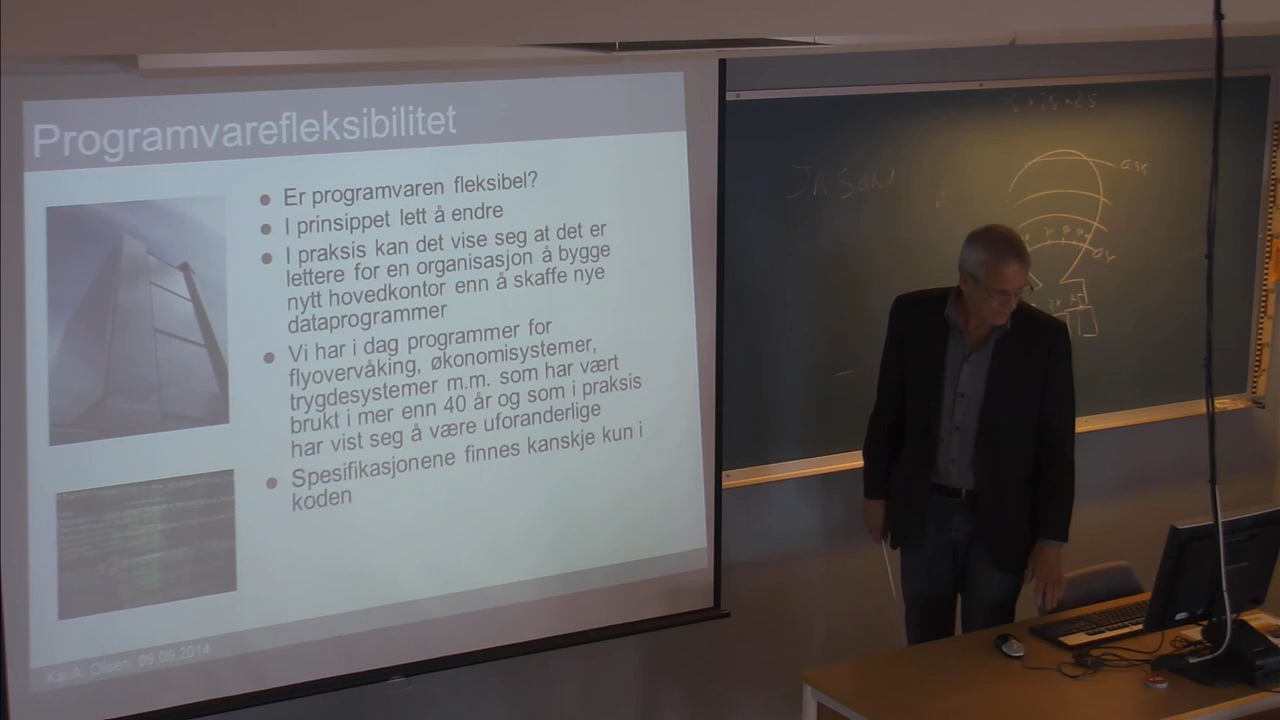 Programvarefleksibilitet
Er programvaren fleksibel?
I prinsippet lett å endre
I praksis kan det vise seg at det er
lettere for en organisasjon å bygge
nytt hovedkontor enn å skaffe nye
dataprogrammer
Vi har i dag programmer for
flyovervåking, økonomisystemer,
trygdesystemer m.m. som har vært
brukt i mer enn 40 år og som i praksis
har vist seg å være uforanderlige
Spesifikasjonene finnes kanskje kun i
koden
Kai A. Olsen, 09.09.2014
JASON